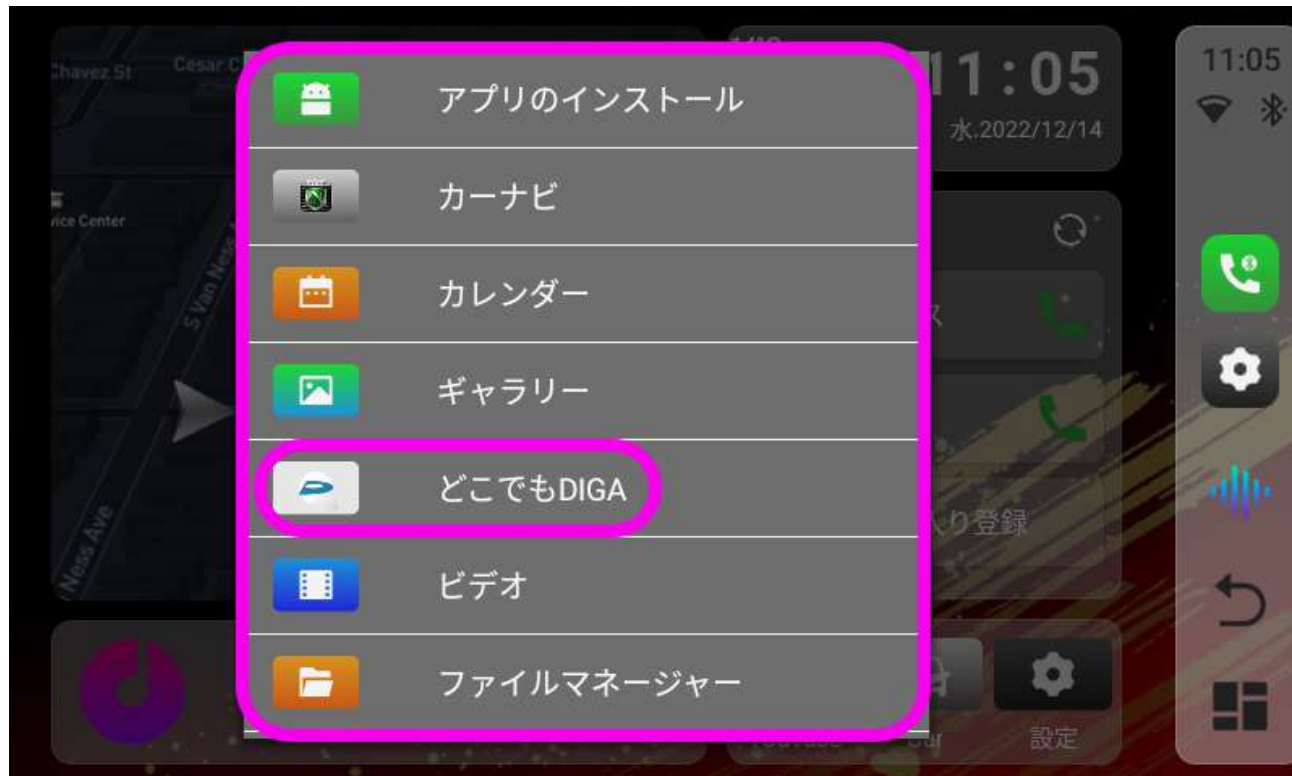 アプリのインストール
カーナビ
カレンダー
ギャラリー
どこでもDIGA
ビデオ
ファイルマネージャー
Chavez St
Cesar C
vice Center
S Van Ness
Ness Ave
11:05
水.2022/12/14
り登録
設定
11:05